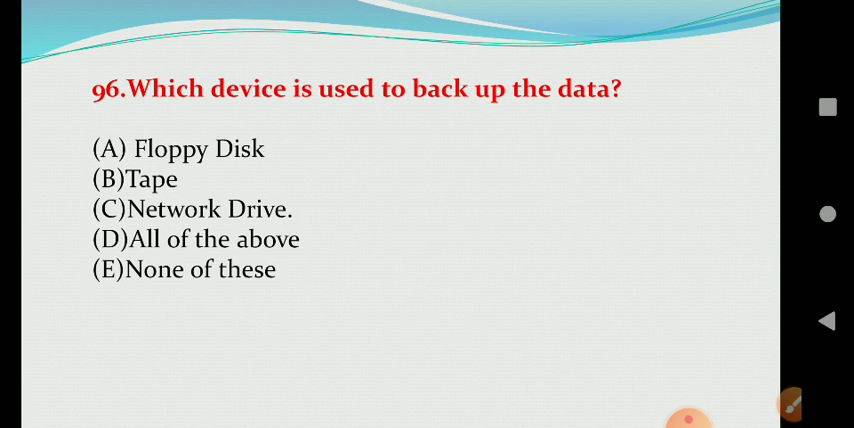 96.Which device is used to back up the data?
(A) Floppy Disk
(B)Tape
(C)Network Drive.
(D)All of the above
(E)None of these